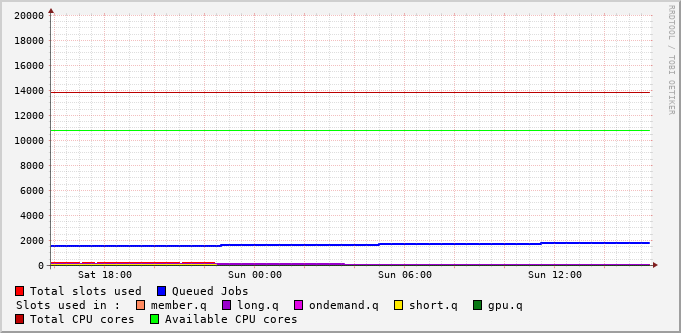 20000
18000
16000
14000
12000
10000
8000
6000
4000
2000
0
Sat 18:00 Sun 00:00 Sun 06:00 Sun 12:00
Total slots used Queued Jobs
Slots used in : member.q long.q ondemand.q short.q gpu.q
Total CPU cores Available CPU cores
RRDTOOL / TOBI OETIKER